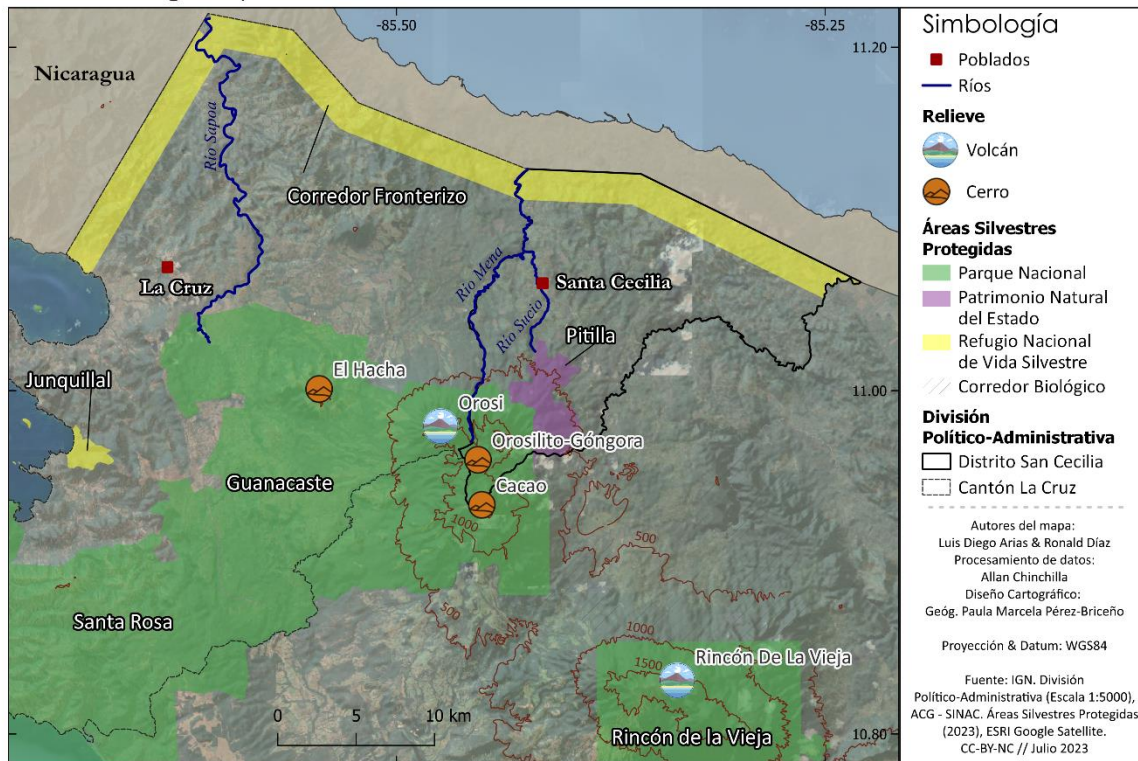 -85.50
-85.25
11.20
Nicaragua
Río Sapoa
Corredor Fronterizo
La Cruz
Río Mena
Santa Cecilia
Río Sucio
Pitilla
Junquillal
El Hacha
11.00
Orosi
Orosilito-Góngora
Guanacaste
Cacao
1000
500
500
Santa Rosa
1000
Rincón De La Vieja
1500
0 5 10 km
Rincón de la Vieja
10.80
Simbología
Poblados
Ríos
Relieve
Volcán
Cerro
Áreas Silvestres
Protegidas
Parque Nacional
Patrimonio Natural
del Estado
Refugio Nacional
de Vida Silvestre
Corredor Biológico
División
Político-Administrativa
Distrito San Cecilia
Cantón La Cruz
Autores del mapa:
Luis Diego Arias & Ronald Díaz
Procesamiento de datos:
Allan Chinchilla
Diseño Cartográfico:
Geóg. Paula Marcela Pérez-Briceño
Proyección & Datum: WGS84
Fuente: IGN. División
Político-Administrativa (Escala 1:5000),
ACG - SINAC. Áreas Silvestres Protegidas
(2023), ESRI Google Satellite.
CC-BY-NC // Julio 2023